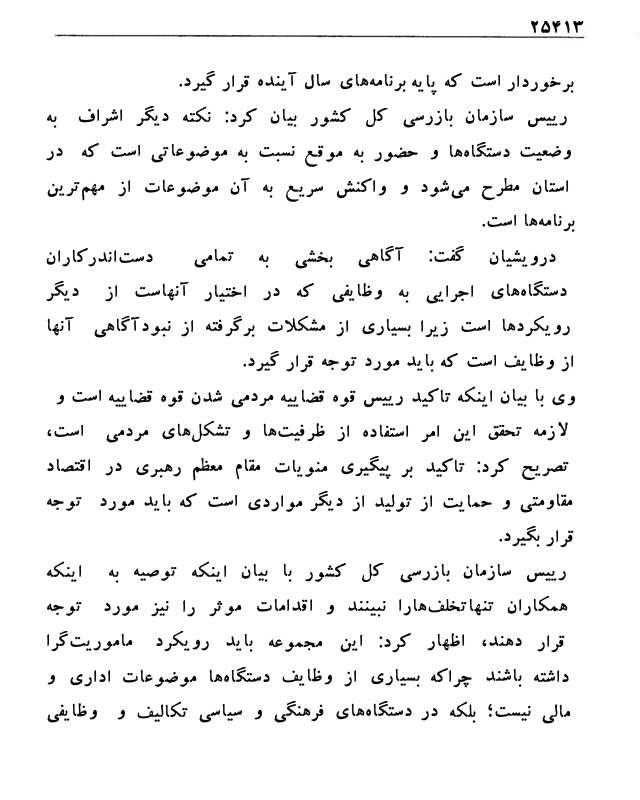 ۲۵۴۱۳
برخوردار است که پایه برنامه‌های سال آینده قرار گیرد.
رییس سازمان بازرسی کل کشور بیان کرد: نکته دیگر اشراف به
وضعیت دستگاه‌ها و حضور به موقع نسبت به موضوعاتی است که در
استان مطرح می‌شود و واکنش سریع به آن موضوعات از مهم‌ترین
برنامه‌ها است.
درویشیان گفت: آگاهی بخشی به تمامی دست‌اندرکاران
دستگاه‌های اجرایی به وظایفی که در اختیار آنهاست از دیگر
رویکردها است زیرا بسیاری از مشکلات برگرفته از نبودآگاهی آنها
از وظایف است که باید مورد توجه قرار گیرد.
وی با بیان اینکه تاکید رییس قوه قضاییه مردمی شدن قوه قضاییه است و
لازمه تحقق این امر استفاده از ظرفیت‌ها و تشکل‌های مردمی است،
تصریح کرد: تاکید بر پیگیری منویات مقام معظم رهبری در اقتصاد
مقاومتی و حمایت از تولید از دیگر مواردی است که باید مورد توجه
قرار بگیرد.
رییس سازمان بازرسی کل کشور با بیان اینکه توصیه به اینکه
همکاران تنهاتخلف‌هارا نبینند و اقدامات موثر را نیز مورد توجه
قرار دهند، اظهار کرد: این مجموعه باید رویکرد ماموریت‌گرا
داشته باشند چراکه بسیاری از وظایف دستگاه‌ها موضوعات اداری و
مالی نیست؛ بلکه در دستگاه‌های فرهنگی و سیاسی تکالیف و وظایفی